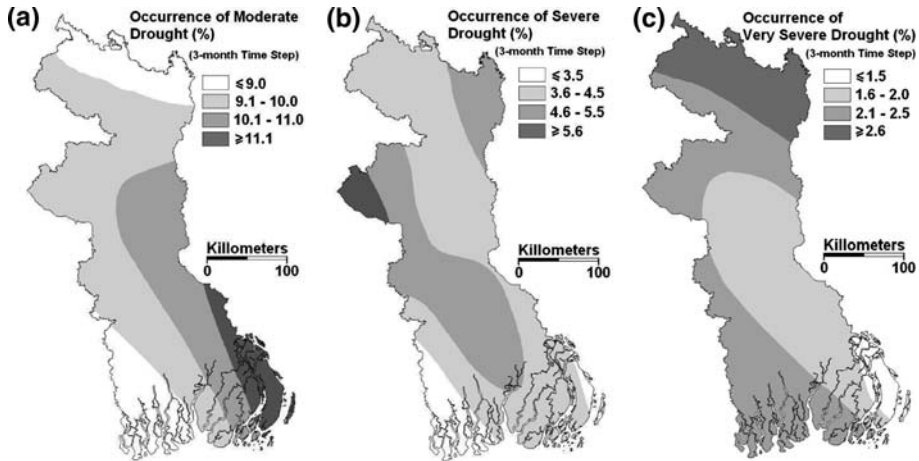 (a)
Occurrence of Moderate
Drought (%)
(3-month Time Step)
⩽9.0
9.1 - 10.0
10.1 - 11.0
⩾11.1
Killometers
0 100
(b)
Occurrence of Severe
Drought (%)
(3-month Time Step)
⩽3.5
3.6 - 4.5
4.6 - 5.5
⩾5.6
Killometers
0 100
(c)
Occurrence of
Very Severe Drought (%)
(3-month Time Step)
⩽1.5
1.6 - 2.0
2.1 - 2.5
⩾2.6
Killometers
0 100